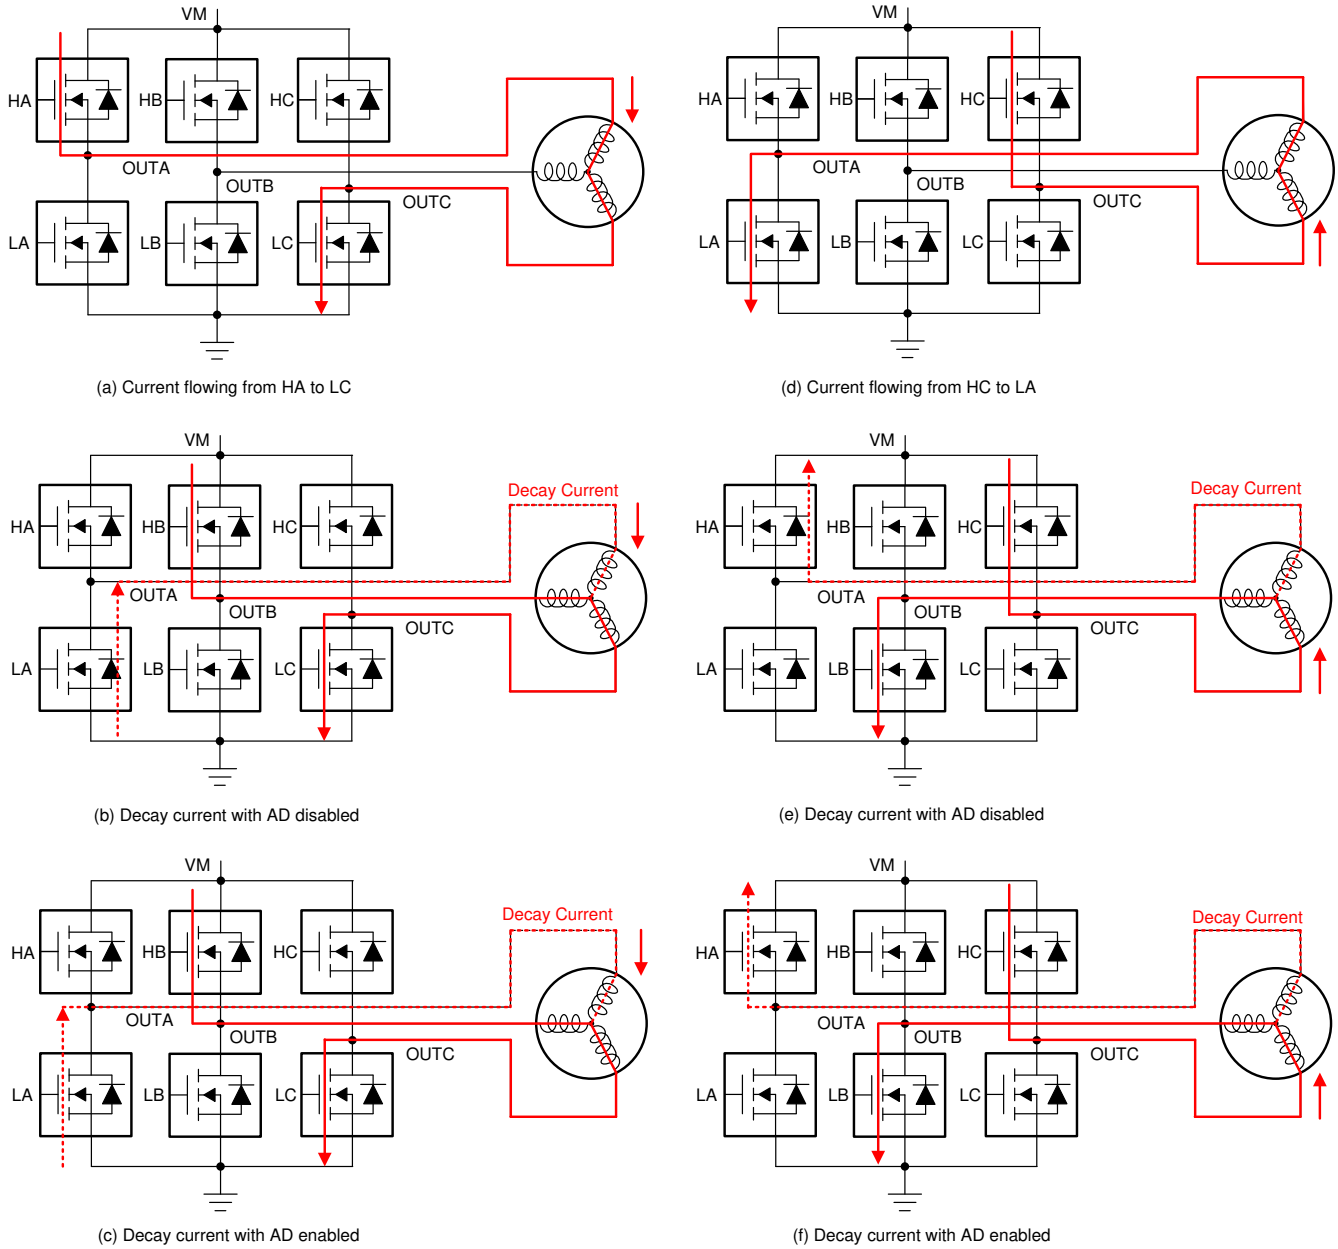 VM
HA
HB
HC
OUTA
OUTB
OUTC
LA
LB
LC
(a) Current flowing from HA to LC
VM
HA
HB
HC
OUTA
OUTB
OUTC
LA
LB
LC
(d) Current flowing from HC to LA
VM
Decay Current
HA
HB
HC
OUTA
OUTB
OUTC
LA
LB
LC
(b) Decay current with AD disabled
VM
Decay Current
HA
HB
HC
OUTA
OUTB
OUTC
LA
LB
LC
(e) Decay current with AD disabled
VM
Decay Current
HA
HB
HC
OUTA
OUTB
OUTC
LA
LB
LC
(c) Decay current with AD enabled
VM
Decay Current
HA
HB
HC
OUTA
OUTB
OUTC
LA
LB
LC
(f) Decay current with AD enabled